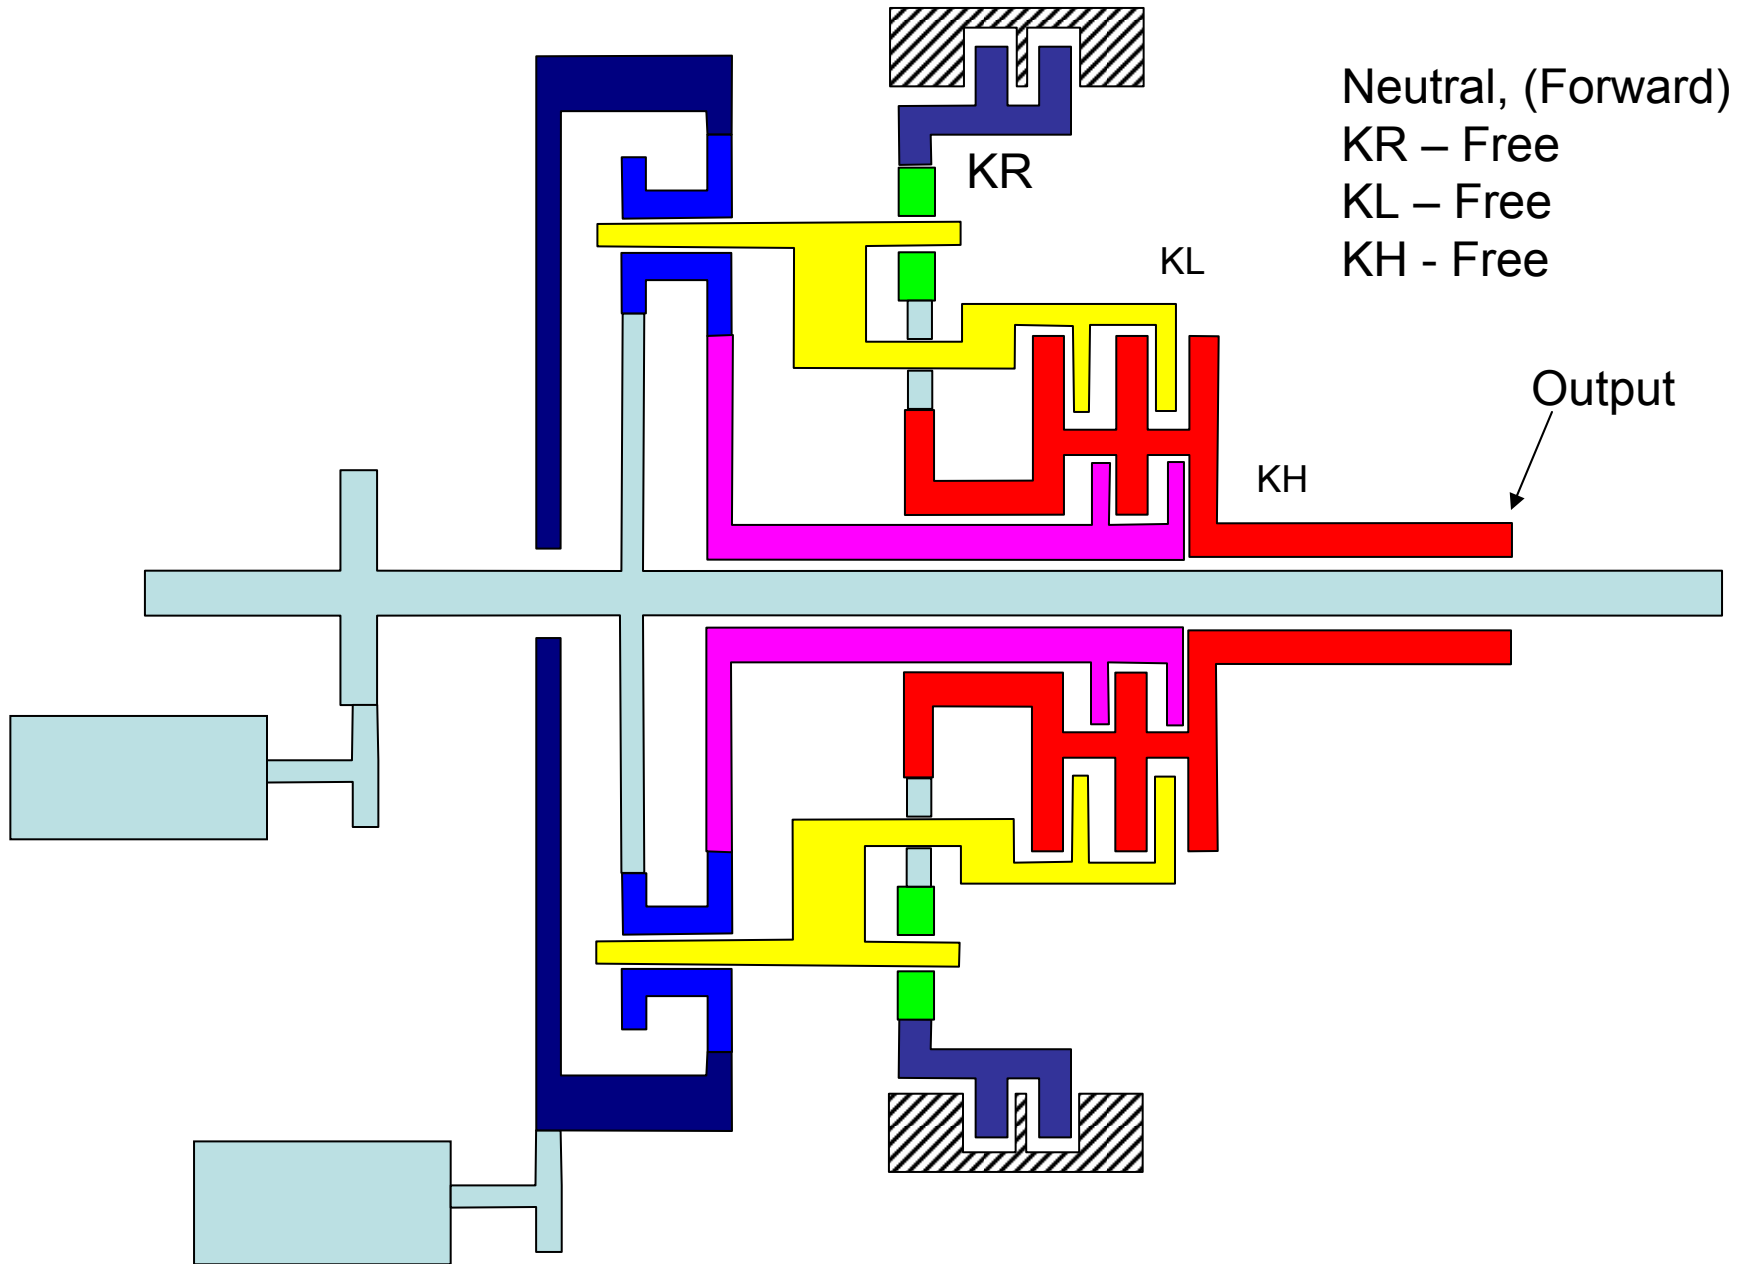 Neutral, (Forward)
KR – Free
KL – Free
KH - Free
KR
KL
Output
KH